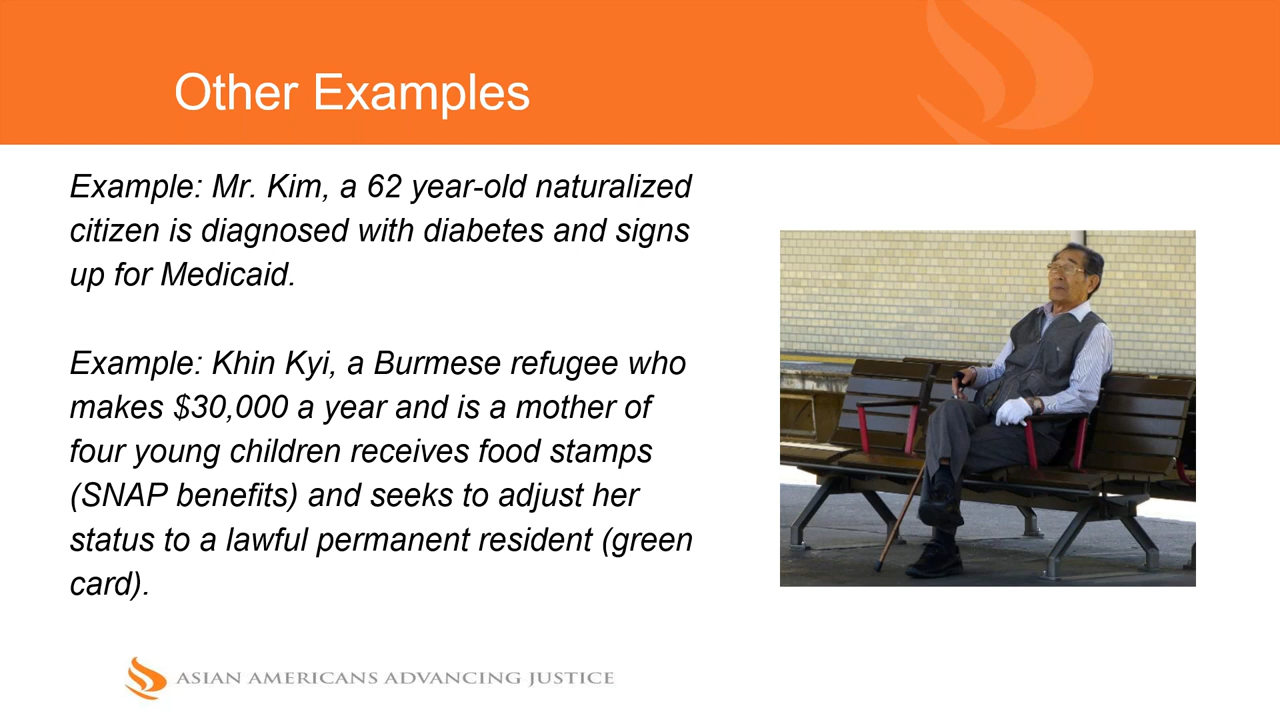 Other Examples
Example: Mr. Kim, a 62 year-old naturalized
citizen is diagnosed with diabetes and signs
up for Medicaid.
Example: Khin Kyi, a Burmese refugee who
makes $30,000 a year and is a mother of
four young children receives food stamps
(SNAP benefits) and seeks to adjust her
status to a lawful permanent resident (green
card).
ASIAN AMERICANS ADVANCING JUSTICE